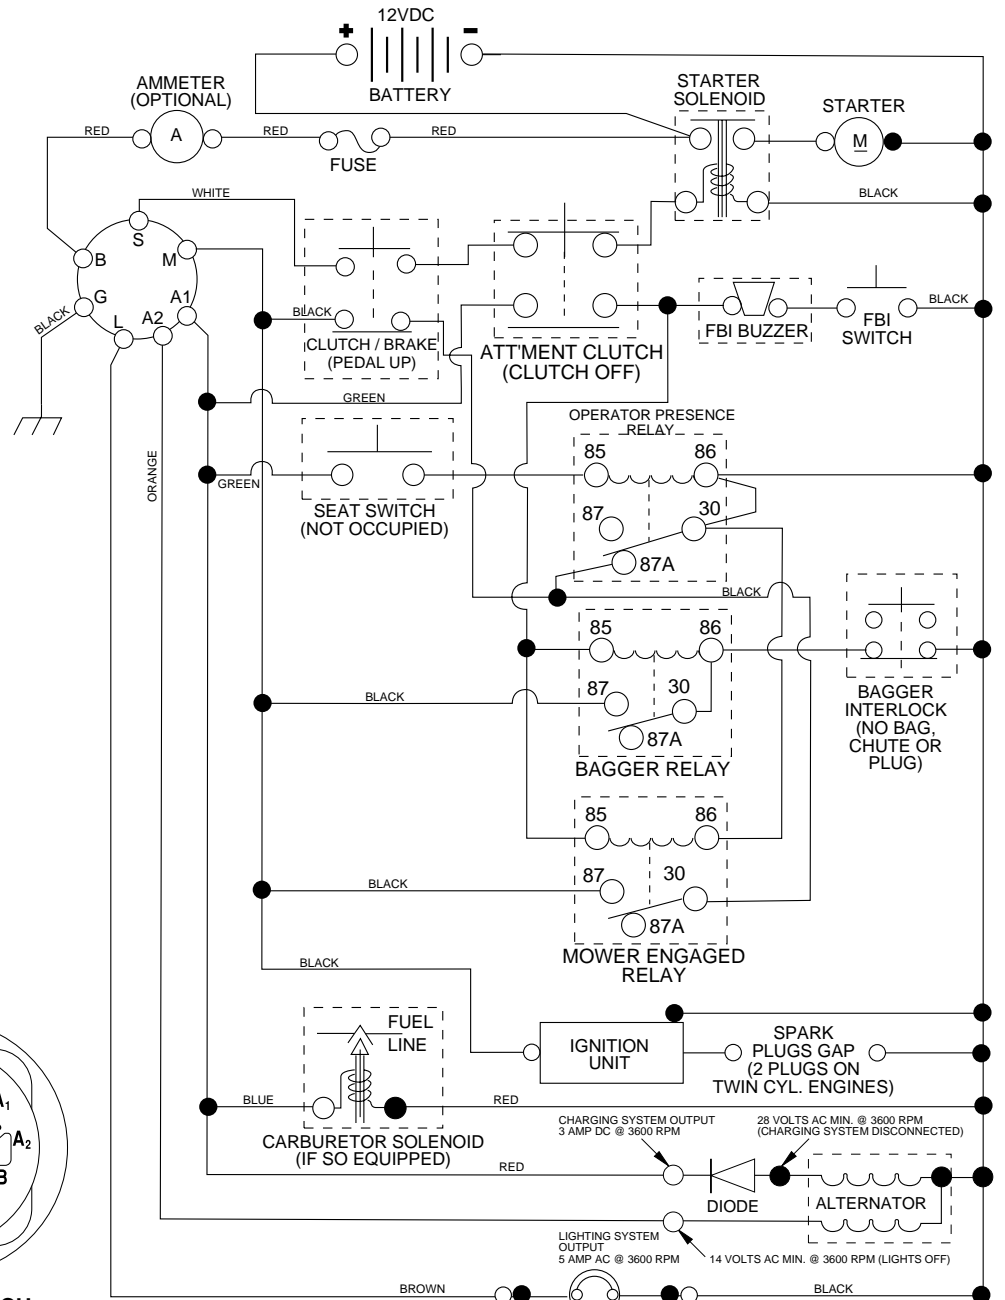 12VDC
BATTERY
AMMETER
(OPTIONAL)
A
RED
RED
FUSE
RED
STARTER
SOLENOID
STARTER
M
BLACK
WHITE
S
B
M
G
A1
L
A2
BLACK
BLACK
CLUTCH / BRAKE
(PEDAL UP)
ATT'MENT CLUTCH
(CLUTCH OFF)
FBI BUZZER
FBI
SWITCH
BLACK
GREEN
OPERATOR PRESENCE
RELAY
85
86
87
30
87A
ORANGE
GREEN
SEAT SWITCH
(NOT OCCUPIED)
BLACK
85
86
87
30
87A
BAGGER RELAY
BLACK
BAGGER
INTERLOCK
(NO BAG,
CHUTE OR
PLUG)
85
86
87
30
87A
MOWER ENGAGED
RELAY
BLACK
BLACK
IGNITION
UNIT
SPARK
PLUGS GAP
(2 PLUGS ON
TWIN CYL. ENGINES)
FUEL
LINE
BLUE
RED
CARBURETOR SOLENOID
(IF SO EQUIPPED)
CHARGING SYSTEM OUTPUT
3 AMP DC @ 3600 RPM
28 VOLTS AC MIN. @ 3600 RPM
(CHARGING SYSTEM DISCONNECTED)
RED
DIODE
ALTERNATOR
LIGHTING SYSTEM
OUTPUT
5 AMP AC @ 3600 RPM
14 VOLTS AC MIN. @ 3600 RPM (LIGHTS OFF)
BROWN
BLACK
A1
A2
B